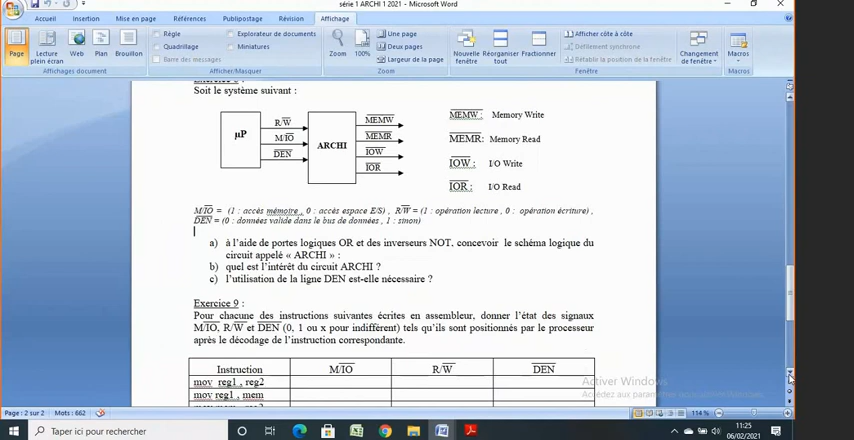 série 1 ARCHI 1 2021 - Microsoft Word
Accueil Insertion Mise en page Références Publipostage Révision Affichage
Page
Lecture plein écran
Web
Plan
Brouillon
Affichages document
Règle
Quadrillage
Barre des messages
Explorateur de documents
Miniatures
Afficher/Masquer
Zoom
100%
Une page
Deux pages
Largeur de la page
Zoom
Nouvelle fenêtre
Réorganiser tout
Fractionner
Afficher côte à côte
Défilement synchrone
Rétablir la position de la fenêtre
Fenêtre
Changement de fenêtre
Macros
Macros
Soit le système suivant :
µP
R/W
M/IO
DEN
ARCHI
MEMW
MEMR
IOW
IOR
MEMW : Memory Write
MEMR : Memory Read
IOW : I/O Write
IOR : I/O Read
M/IO = (1 : accès mémoire , 0 : accès espace E/S) , R/W = (1 : opération lecture , 0 : opération écriture) ,
DEN = (0 : données valide dans le bus de données , 1 : sinon)
a) à l'aide de portes logiques OR et des inverseurs NOT, concevoir le schéma logique du
circuit appelé « ARCHI » :
b) quel est l'intérêt du circuit ARCHI ?
c) l'utilisation de la ligne DEN est-elle nécessaire ?
Exercice 9 :
Pour chacune des instructions suivantes écrites en assembleur, donner l'état des signaux
M/IO, R/W et DEN (0, 1 ou x pour indifférent) tels qu'ils sont positionnés par le processeur
après le décodage de l'instruction correspondante.
Instruction M/IO R/W DEN
mov reg1 , reg2
mov reg1 , mem
Activer Windows
Accédez aux paramètres
Page : 2 sur 2 Mots : 662
114 %
Taper ici pour rechercher
11:25
06/02/2021